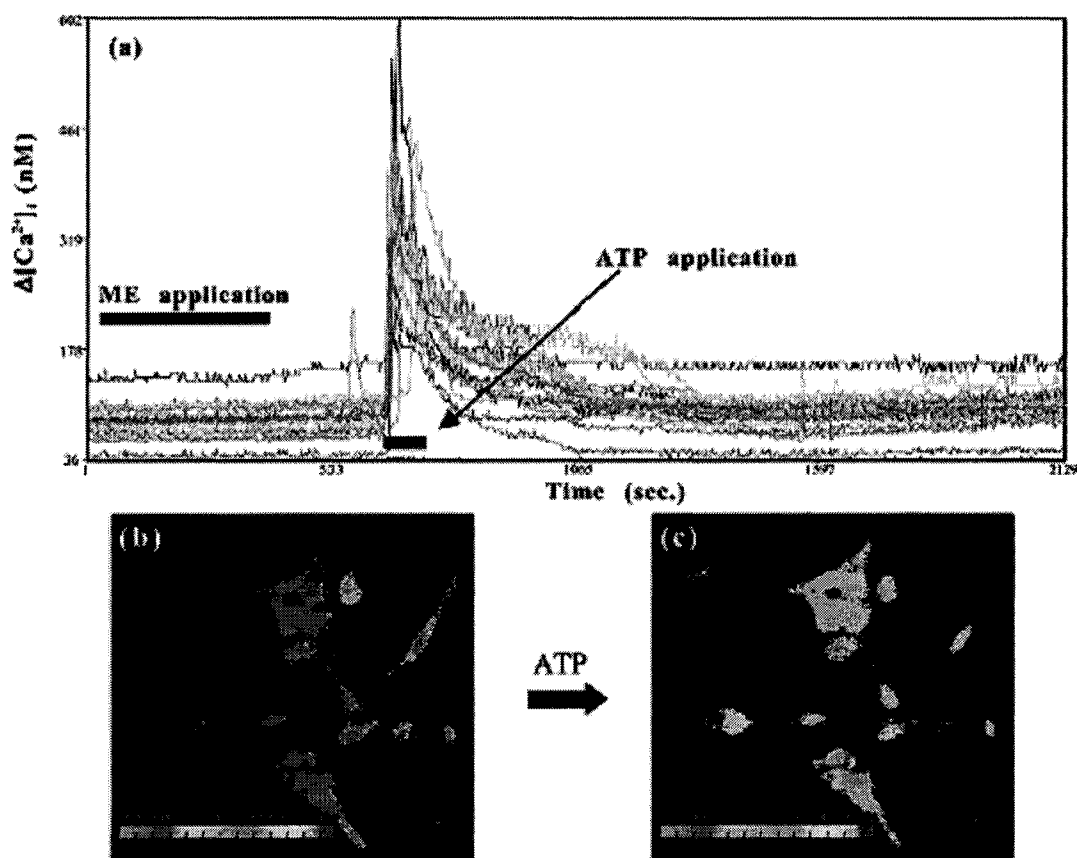 602
(a)
461
Δ[Ca²⁺]ᵢ (nM)
319
ATP application
ME application
178
36
1 533 1065 1597 2129
Time (sec.)
(b)
(c)
ATP